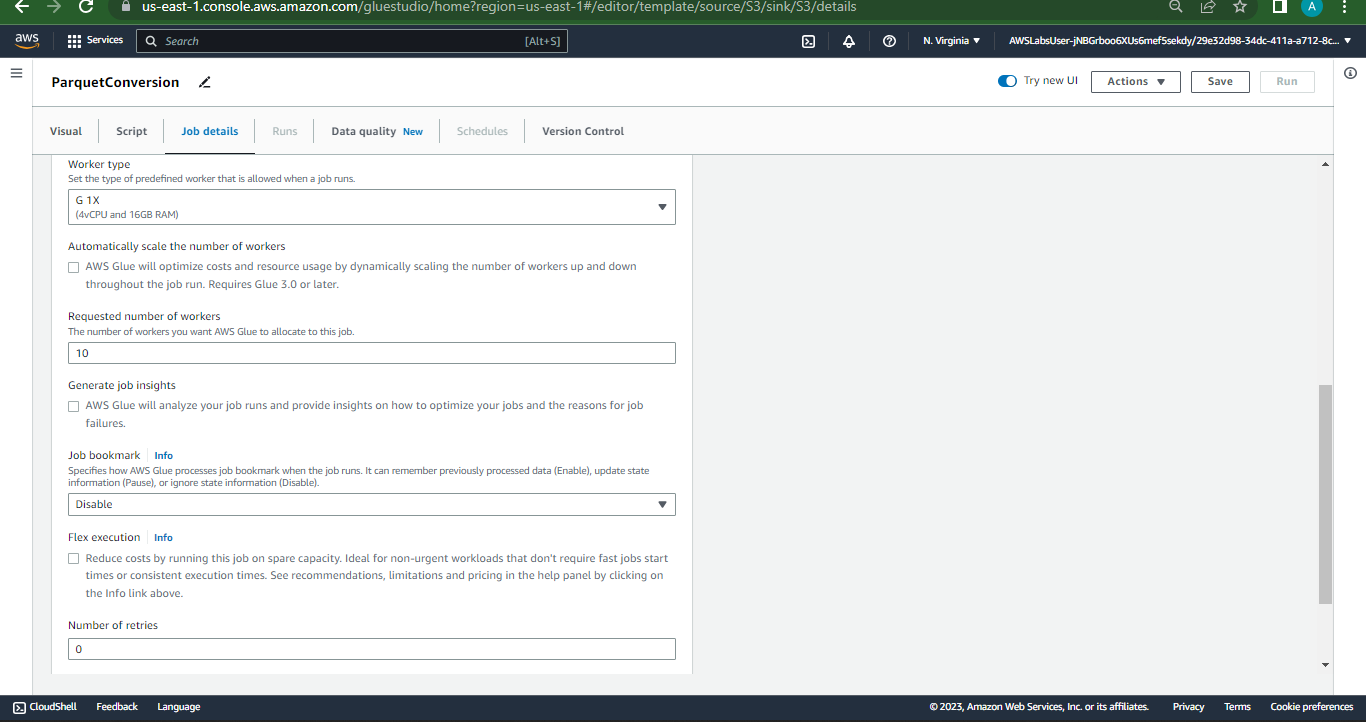 us-east-1.console.aws.amazon.com/gluestudio/home?region=us-east-1#/editor/template/source/S3/sink/S3/details
A
aws
Services
Search
[Alt+S]
N. Virginia
AWSLabsUser-jNBGrboo6XUs6mef5sekdy/29e32d98-34dc-411a-a712-8c...
ParquetConversion
Try new UI
Actions
Save
Run
Visual
Script
Job details
Runs
Data quality New
Schedules
Version Control
Worker type
Set the type of predefined worker that is allowed when a job runs.
G 1X
(4vCPU and 16GB RAM)
Automatically scale the number of workers
AWS Glue will optimize costs and resource usage by dynamically scaling the number of workers up and down
throughout the job run. Requires Glue 3.0 or later.
Requested number of workers
The number of workers you want AWS Glue to allocate to this job.
10
Generate job insights
AWS Glue will analyze your job runs and provide insights on how to optimize your jobs and the reasons for job
failures.
Job bookmark Info
Specifies how AWS Glue processes job bookmark when the job runs. It can remember previously processed data (Enable), update state
information (Pause), or ignore state information (Disable).
Disable
Flex execution Info
Reduce costs by running this job on spare capacity. Ideal for non-urgent workloads that don't require fast jobs start
times or consistent execution times. See recommendations, limitations and pricing in the help panel by clicking on
the Info link above.
Number of retries
0
CloudShell
Feedback
Language
© 2023, Amazon Web Services, Inc. or its affiliates.
Privacy
Terms
Cookie preferences